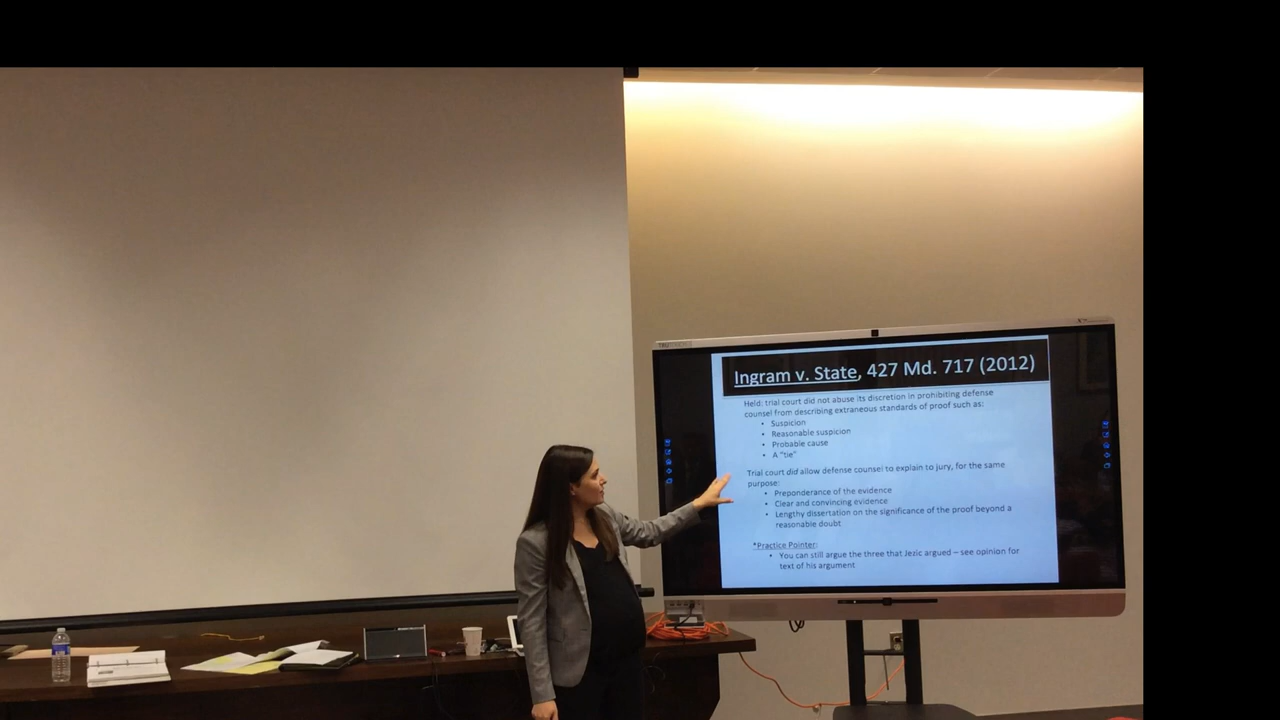 Ingram v. State, 427 Md. 717 (2012)
Held: trial court did not abuse its discretion in prohibiting defense
counsel from describing extraneous standards of proof such as:
• Suspicion
• Reasonable suspicion
• Probable cause
• A "tie"
Trial court did allow defense counsel to explain to jury, for the same
purpose:
• Preponderance of the evidence
• Clear and convincing evidence
• Lengthy dissertation on the significance of the proof beyond a
reasonable doubt
*Practice Pointer:
• You can still argue the three that Jezic argued – see opinion for
text of his argument